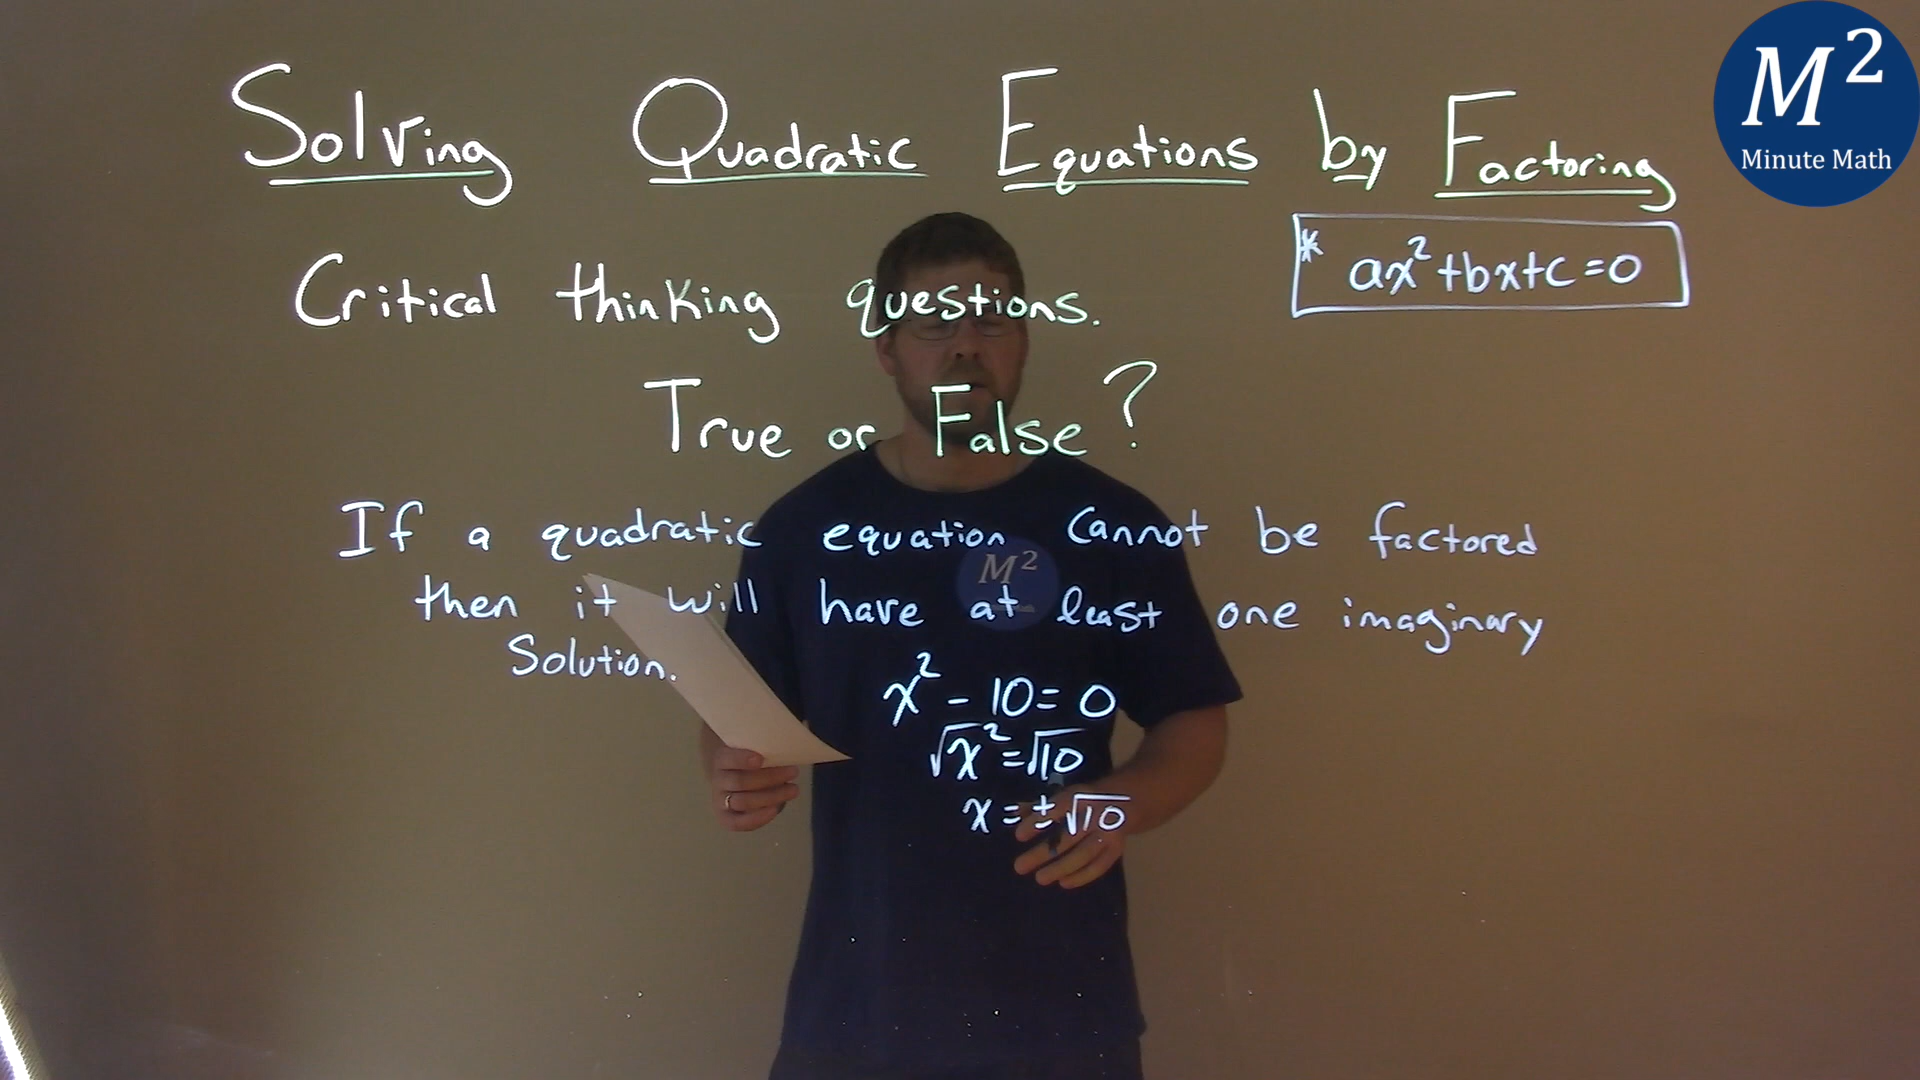 M²
Minute Math
Solving Quadratic Equations by Factoring
* ax²+bx+c=0
Critical thinking questions.
True or False?
If a quadratic equation cannot be factored
then it will have at least one imaginary
Solution.
M²
x² - 10 = 0
√x² = √10
x = ±√10